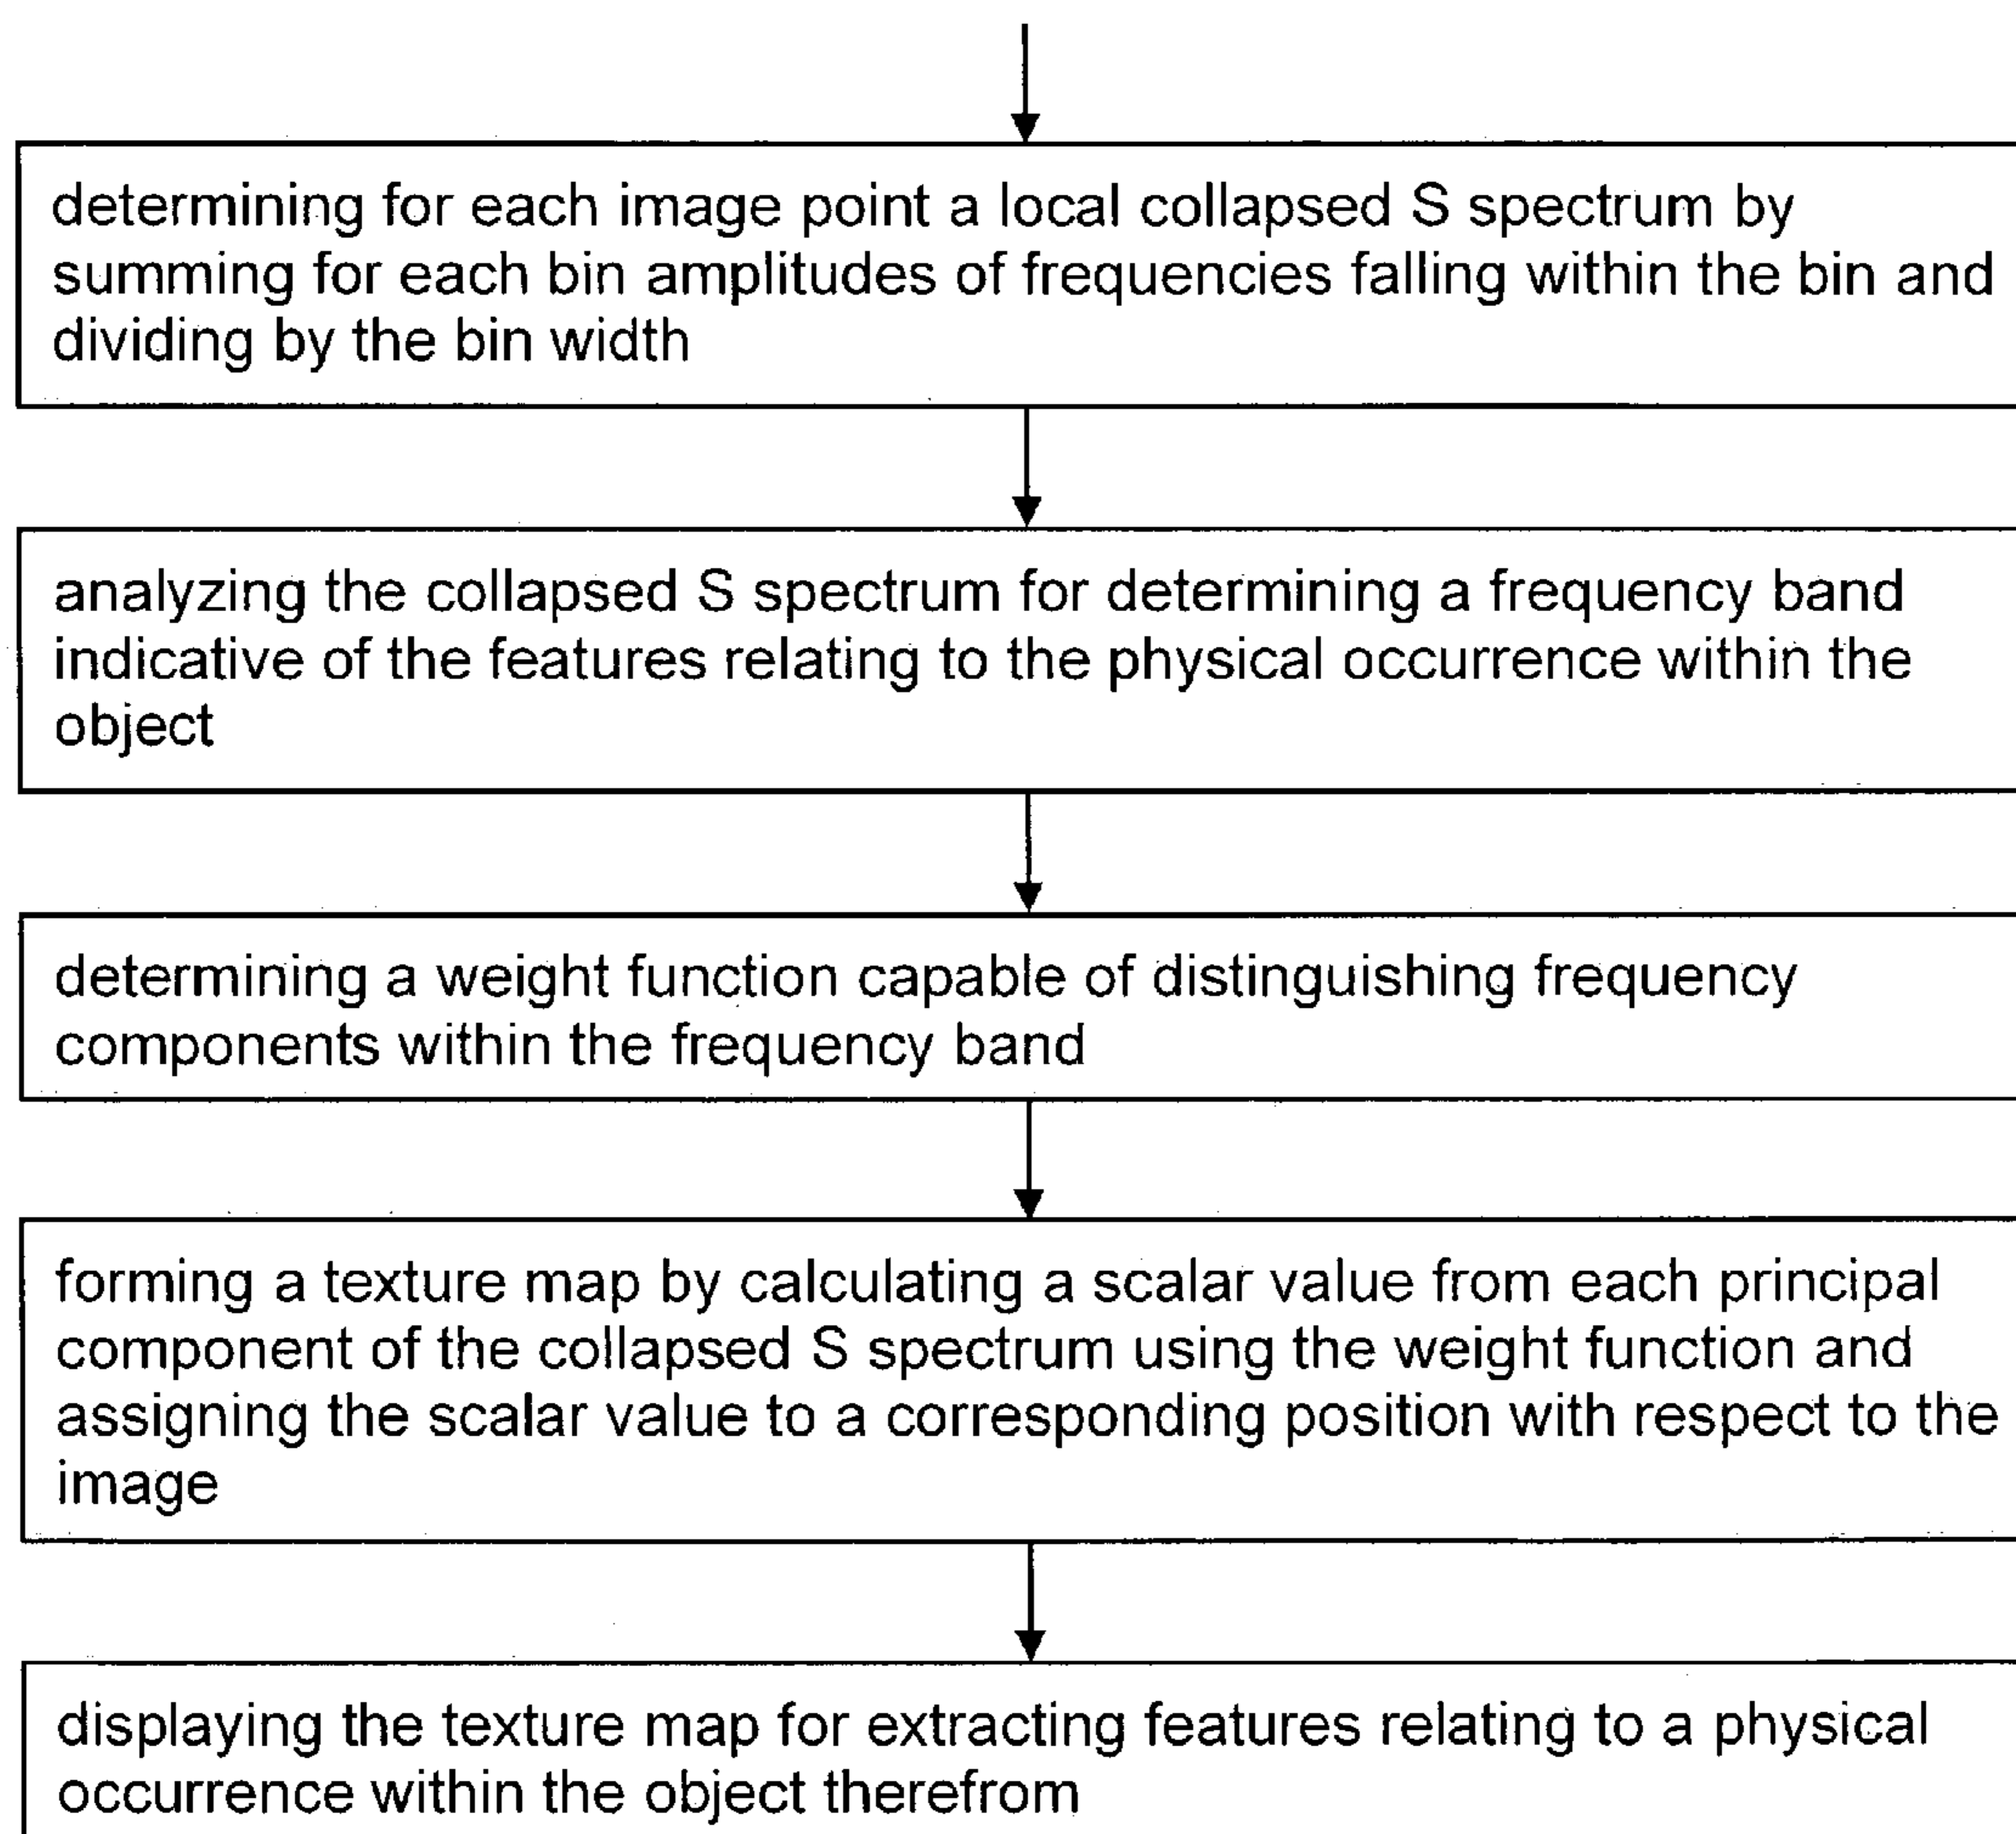 determining for each image point a local collapsed S spectrum by
summing for each bin amplitudes of frequencies falling within the bin and
dividing by the bin width
analyzing the collapsed S spectrum for determining a frequency band
indicative of the features relating to the physical occurrence within the
object
determining a weight function capable of distinguishing frequency
components within the frequency band
forming a texture map by calculating a scalar value from each principal
component of the collapsed S spectrum using the weight function and
assigning the scalar value to a corresponding position with respect to the
image
displaying the texture map for extracting features relating to a physical
occurrence within the object therefrom